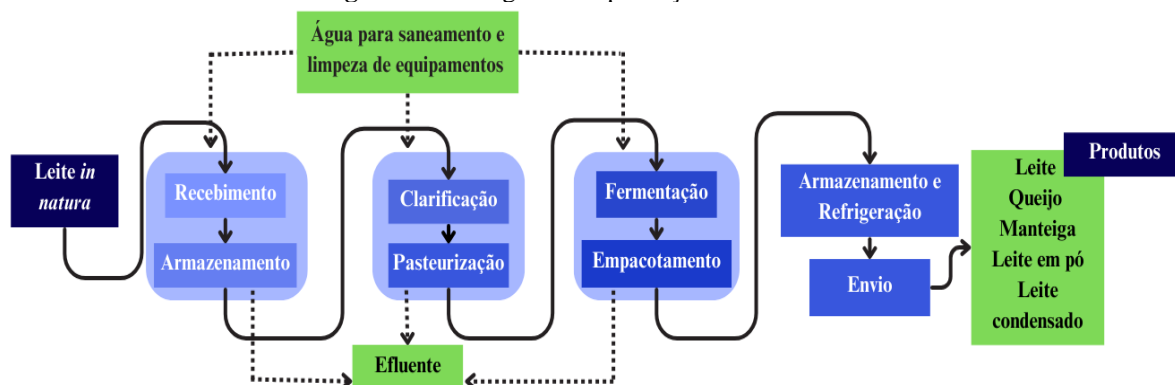 Água para saneamento e
limpeza de equipamentos
Leite in
natura
Recebimento
Armazenamento
Clarificação
Pasteurização
Fermentação
Empacotamento
Armazenamento e
Refrigeração
Envio
Produtos
Leite
Queijo
Manteiga
Leite em pó
Leite
condensado
Efluente